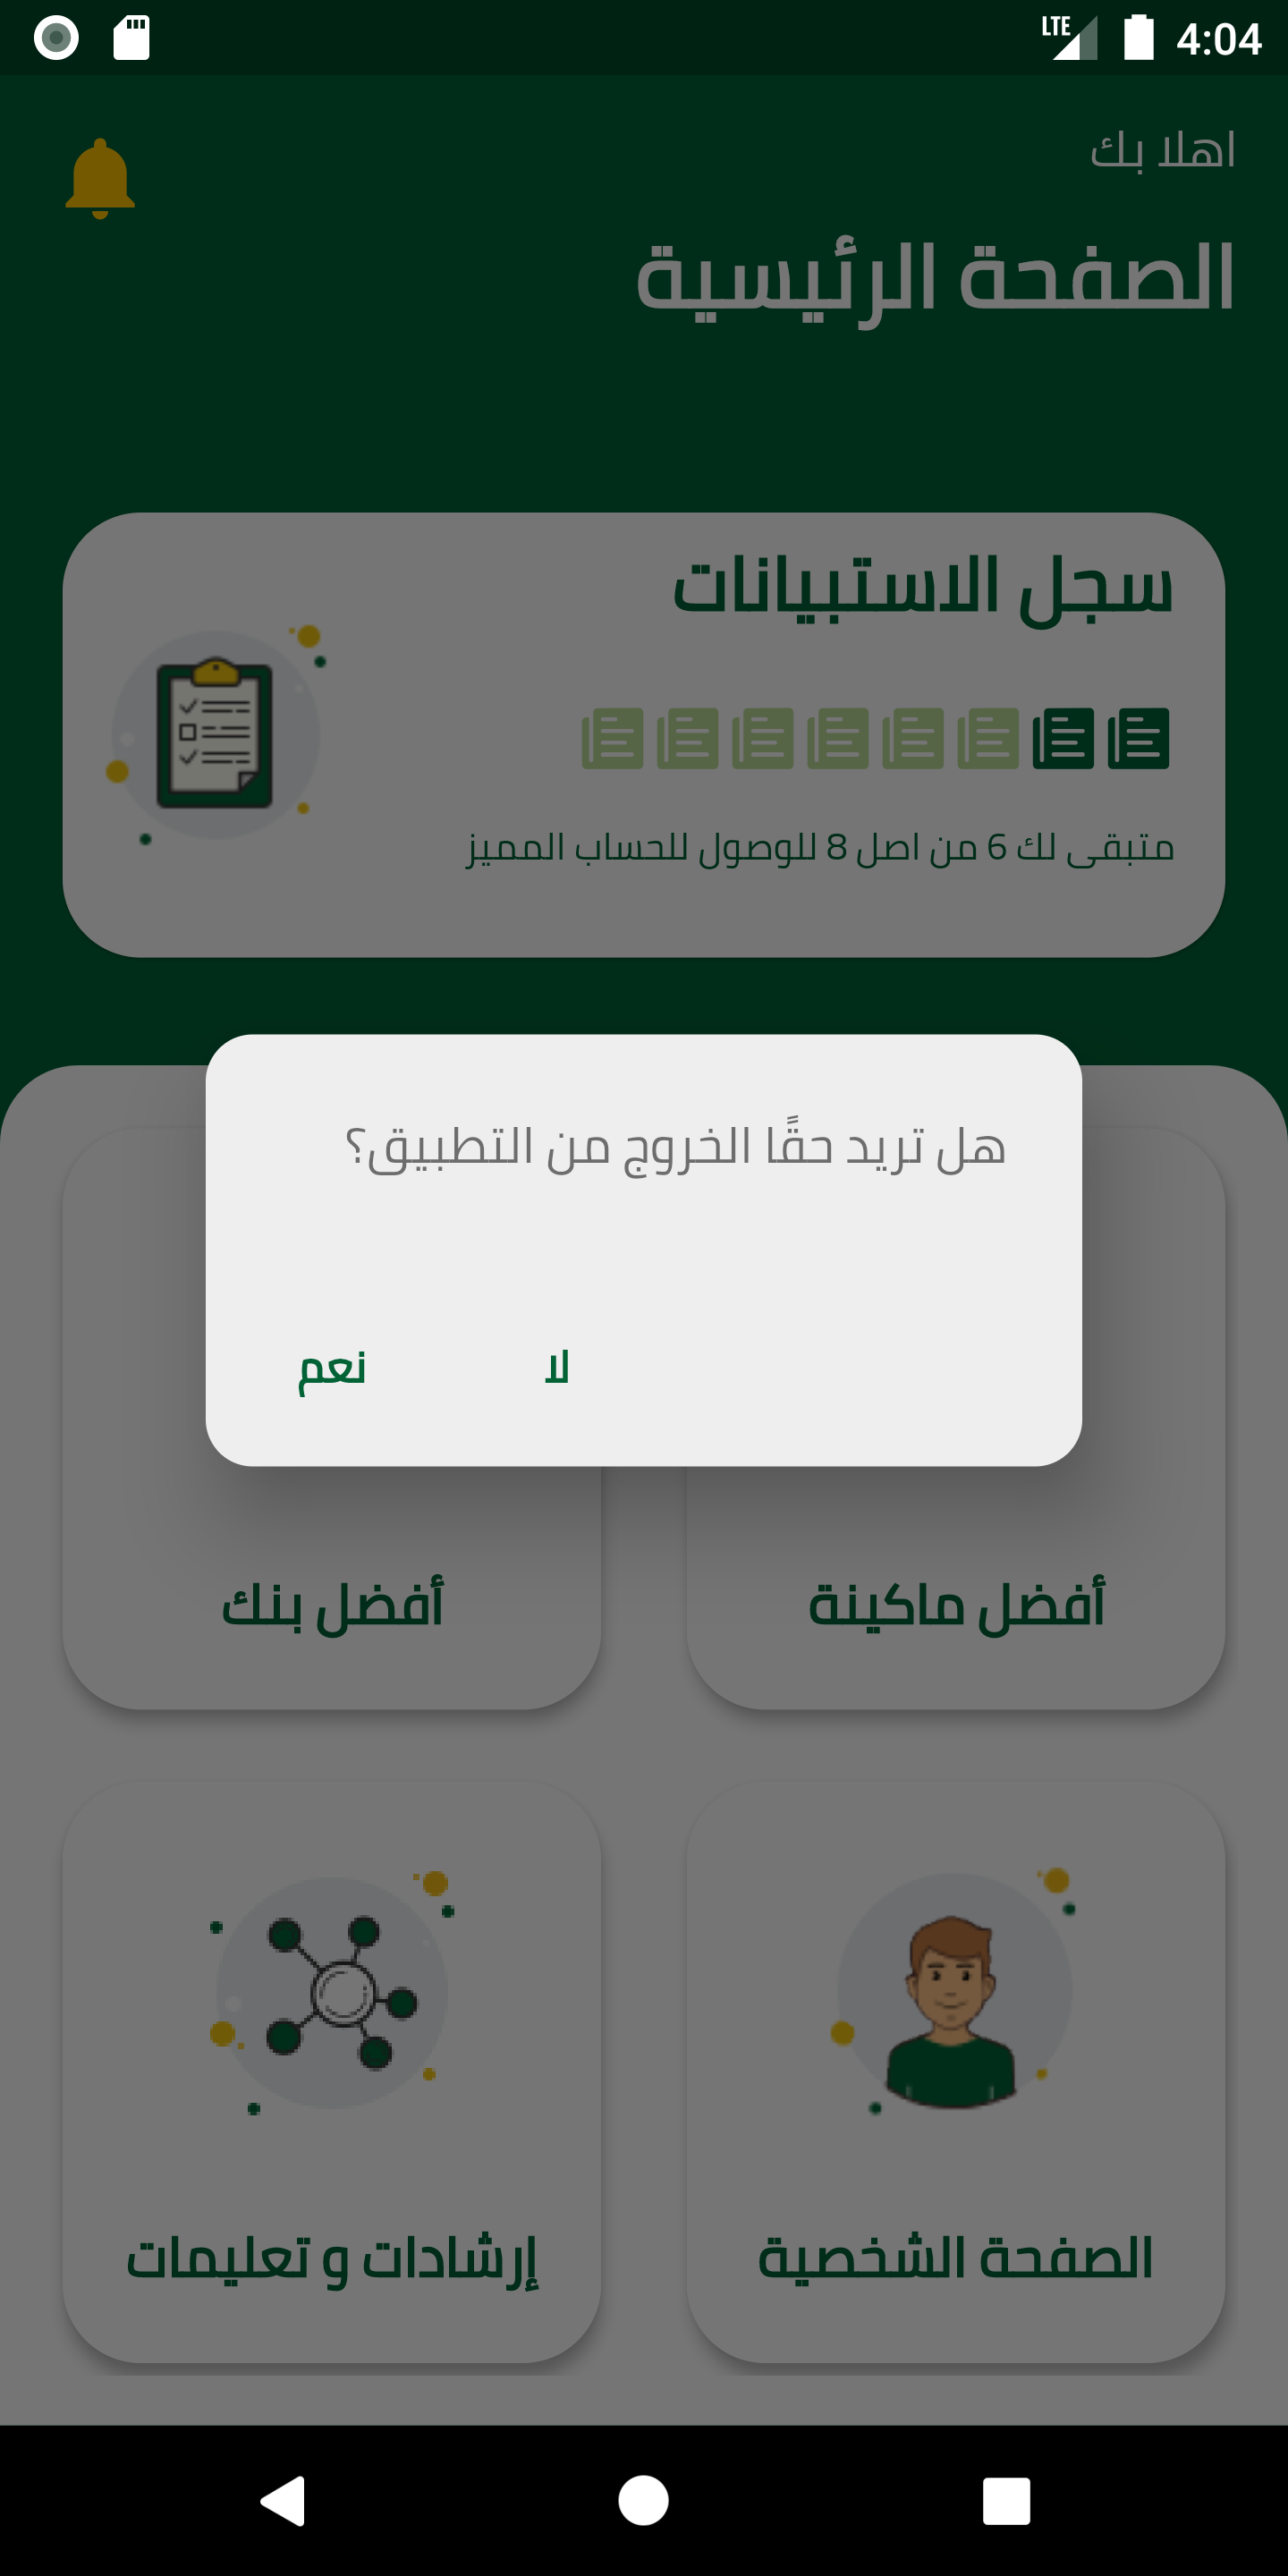 LTE 4:04
اهلا بك
الصفحة الرئيسية
سجل الاستبيانات
متبقى لك 6 من اصل 8 للوصول للحساب المميز
هل تريد حقًا الخروج من التطبيق؟
لا
نعم
أفضل ماكينة
أفضل بنك
الصفحة الشخصية
إرشادات و تعليمات